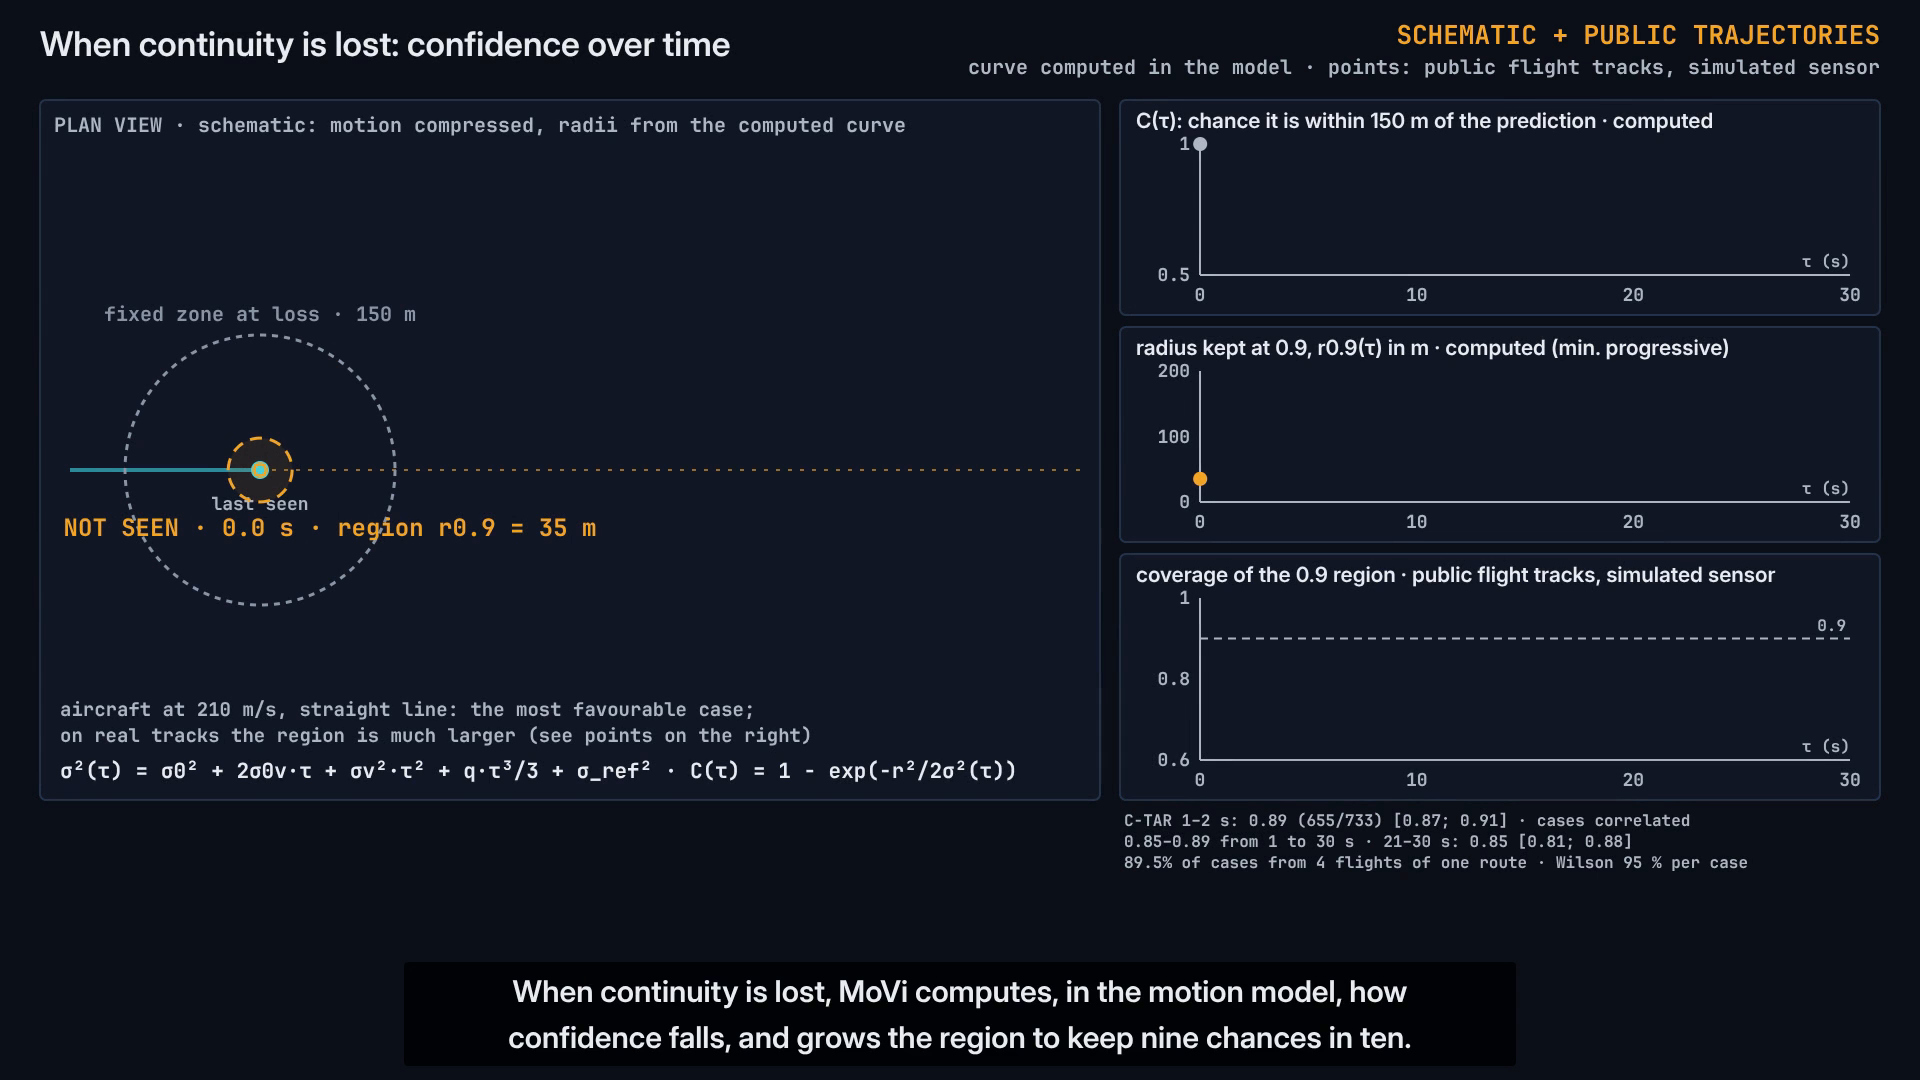 When continuity is lost: confidence over time
SCHEMATIC + PUBLIC TRAJECTORIES
curve computed in the model · points: public flight tracks, simulated sensor
PLAN VIEW · schematic: motion compressed, radii from the computed curve
fixed zone at loss · 150 m
last seen
NOT SEEN · 0.0 s · region r0.9 = 35 m
aircraft at 210 m/s, straight line: the most favourable case;
on real tracks the region is much larger (see points on the right)
σ²(τ) = σ0² + 2σ0v·τ + σv²·τ² + q·τ³/3 + σ_ref² · C(τ) = 1 - exp(-r²/2σ²(τ))
C(τ): chance it is within 150 m of the prediction · computed
1
τ (s)
0.5
0 10 20 30
radius kept at 0.9, r0.9(τ) in m · computed (min. progressive)
200
100
τ (s)
0
0 10 20 30
coverage of the 0.9 region · public flight tracks, simulated sensor
1
0.9
0.8
τ (s)
0.6
0 10 20 30
C-TAR 1–2 s: 0.89 (655/733) [0.87; 0.91] · cases correlated
0.85–0.89 from 1 to 30 s · 21–30 s: 0.85 [0.81; 0.88]
89.5% of cases from 4 flights of one route · Wilson 95 % per case
When continuity is lost, MoVi computes, in the motion model, how
confidence falls, and grows the region to keep nine chances in ten.